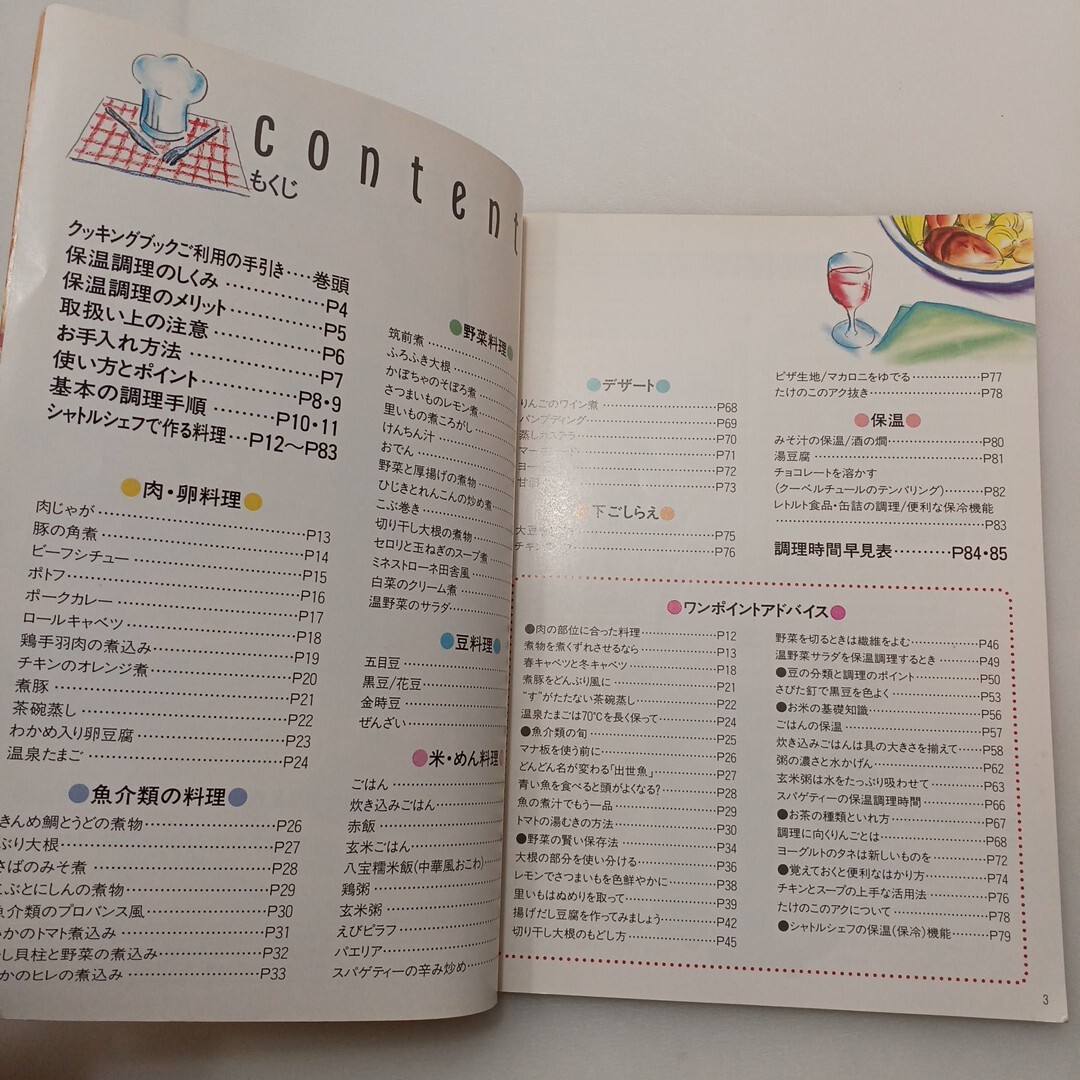 content
もくじ
クッキングブックご利用の手引き‥‥巻頭
保温調理のしくみ…………P4
保温調理のメリット…………P5
取扱い上の注意…………P6
お手入れ方法…………P7
使い方とポイント…………P8・9
基本の調理手順…………P10・11
シャトルシェフで作る料理…P12〜P83
●肉・卵料理●
肉じゃが…………P13
豚の角煮…………P14
ビーフシチュー…………P15
ポトフ…………P16
ポークカレー…………P17
ロールキャベツ…………P18
鶏手羽肉の煮込み…………P19
チキンのオレンジ煮…………P20
煮豚…………P21
茶碗蒸し…………P22
わかめ入り卵豆腐…………P23
温泉たまご…………P24
●魚介類の料理●
きんめ鯛とうどの煮物…………P26
ぶり大根…………P27
さばのみそ煮…………P28
こぶとにしんの煮物…………P29
魚介類のプロバンス風…………P30
かのトマト煮込み…………P31
し貝柱と野菜の煮込み…………P32
かのヒレの煮込み…………P33
●野菜料理●
筑前煮
ふろふき大根
かぼちゃのそぼろ煮
さつまいものレモン煮
里いもの煮ころがし
けんちん汁
おでん
野菜と厚揚げの煮物
ひじきとれんこんの炒め煮
こぶ巻き
切り干し大根の煮物
セロリと玉ねぎのスープ煮
ミネストローネ田舎風
白菜のクリーム煮
温野菜のサラダ
●豆料理●
五目豆
黒豆/花豆
金時豆
ぜんざい
●米・めん料理●
ごはん
炊き込みごはん
赤飯
玄米ごはん
八宝糯米飯(中華風おこわ)
鶏粥
玄米粥
えびピラフ
パエリア
スパゲティーの辛み炒め
●デザート●
りんごのワイン煮…………P68
パンプディング…………P69
蒸しカステラ…………P70
マー…………P71
ヨー…………P72
甘…………P73
●下ごしらえ●
大豆…………P75
チキン…………P76
ピザ生地/マカロニをゆでる…………P77
たけのこのアク抜き…………P78
●保温●
みそ汁の保温/酒の燗…………P80
湯豆腐…………P81
チョコレートを溶かす
(クーベルチュールのテンパリング)…………P82
レトルト食品・缶詰の調理/便利な保冷機能
…………P83
調理時間早見表…………P84・85
●ワンポイントアドバイス●
●肉の部位に合った料理…………P12
煮物を煮くずれさせるなら…………P13
春キャベツと冬キャベツ…………P18
煮豚をどんぶり風に…………P21
“す”がたたない茶碗蒸し…………P22
温泉たまごは70℃を長く保って…………P24
●魚介類の旬…………P25
マナ板を使う前に…………P26
どんどん名が変わる「出世魚」…………P27
青い魚を食べると頭がよくなる?…………P28
魚の煮汁でもう一品…………P29
トマトの湯むきの方法…………P30
●野菜の賢い保存法…………P34
大根の部分を使い分ける…………P36
レモンでさつまいもを色鮮やかに…………P38
里いもはぬめりを取って…………P39
揚げだし豆腐を作ってみましょう…………P42
切り干し大根のもどし方…………P45
野菜を切るときは繊維をよむ…………P46
温野菜サラダを保温調理するとき…………P49
●豆の分類と調理のポイント…………P50
さびた釘で黒豆を色よく…………P53
●お米の基礎知識…………P56
ごはんの保温…………P57
炊き込みごはんは具の大きさを揃えて…………P58
粥の濃さと水かげん…………P62
玄米粥は水をたっぷり吸わせて…………P63
スパゲティーの保温調理時間…………P66
●お茶の種類といれ方…………P67
調理に向くりんごとは…………P68
ヨーグルトのタネは新しいものを…………P72
●覚えておくと便利なはかり方…………P74
チキンとスープの上手な活用法…………P76
たけのこのアクについて…………P78
●シャトルシェフの保温(保冷)機能…………P79
3